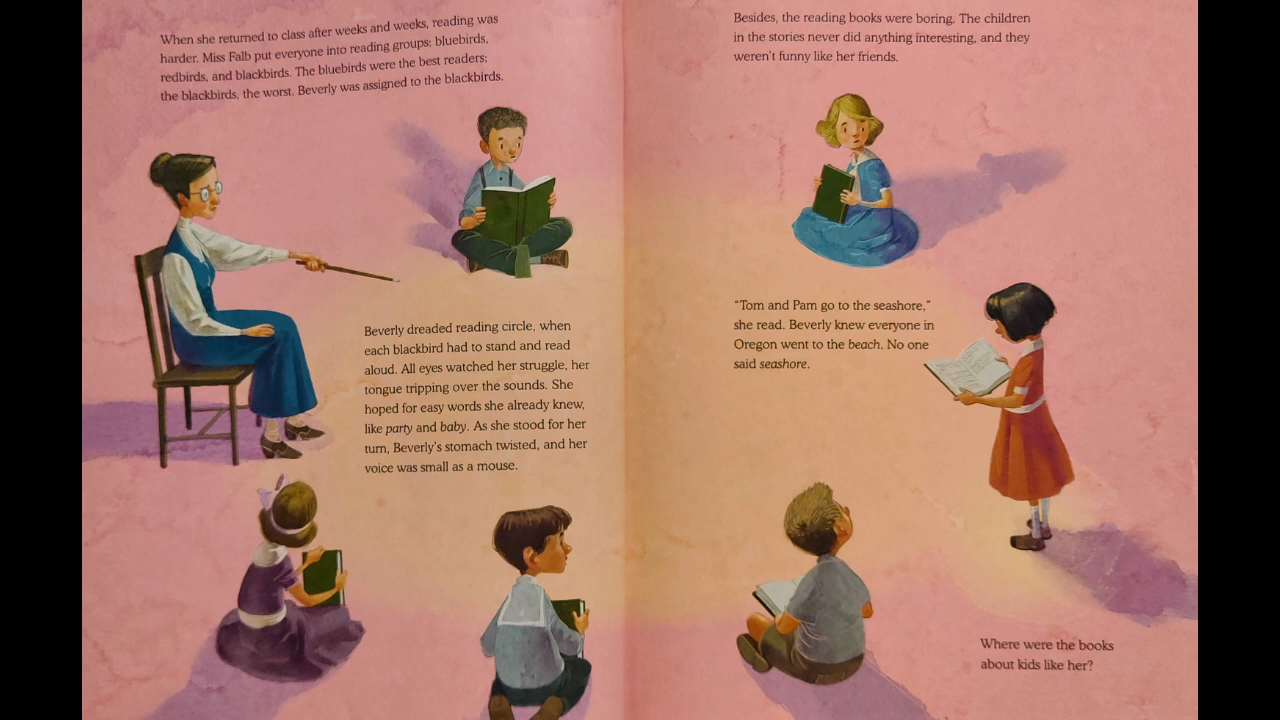 When she returned to class after weeks and weeks, reading was
harder. Miss Falb put everyone into reading groups: bluebirds,
redbirds, and blackbirds. The bluebirds were the best readers;
the blackbirds, the worst. Beverly was assigned to the blackbirds.
Beverly dreaded reading circle, when
each blackbird had to stand and read
aloud. All eyes watched her struggle, her
tongue tripping over the sounds. She
hoped for easy words she already knew,
like party and baby. As she stood for her
turn, Beverly's stomach twisted, and her
voice was small as a mouse.
Besides, the reading books were boring. The children
in the stories never did anything interesting, and they
weren't funny like her friends.
“Tom and Pam go to the seashore,”
she read. Beverly knew everyone in
Oregon went to the beach. No one
said seashore.
Where were the books
about kids like her?